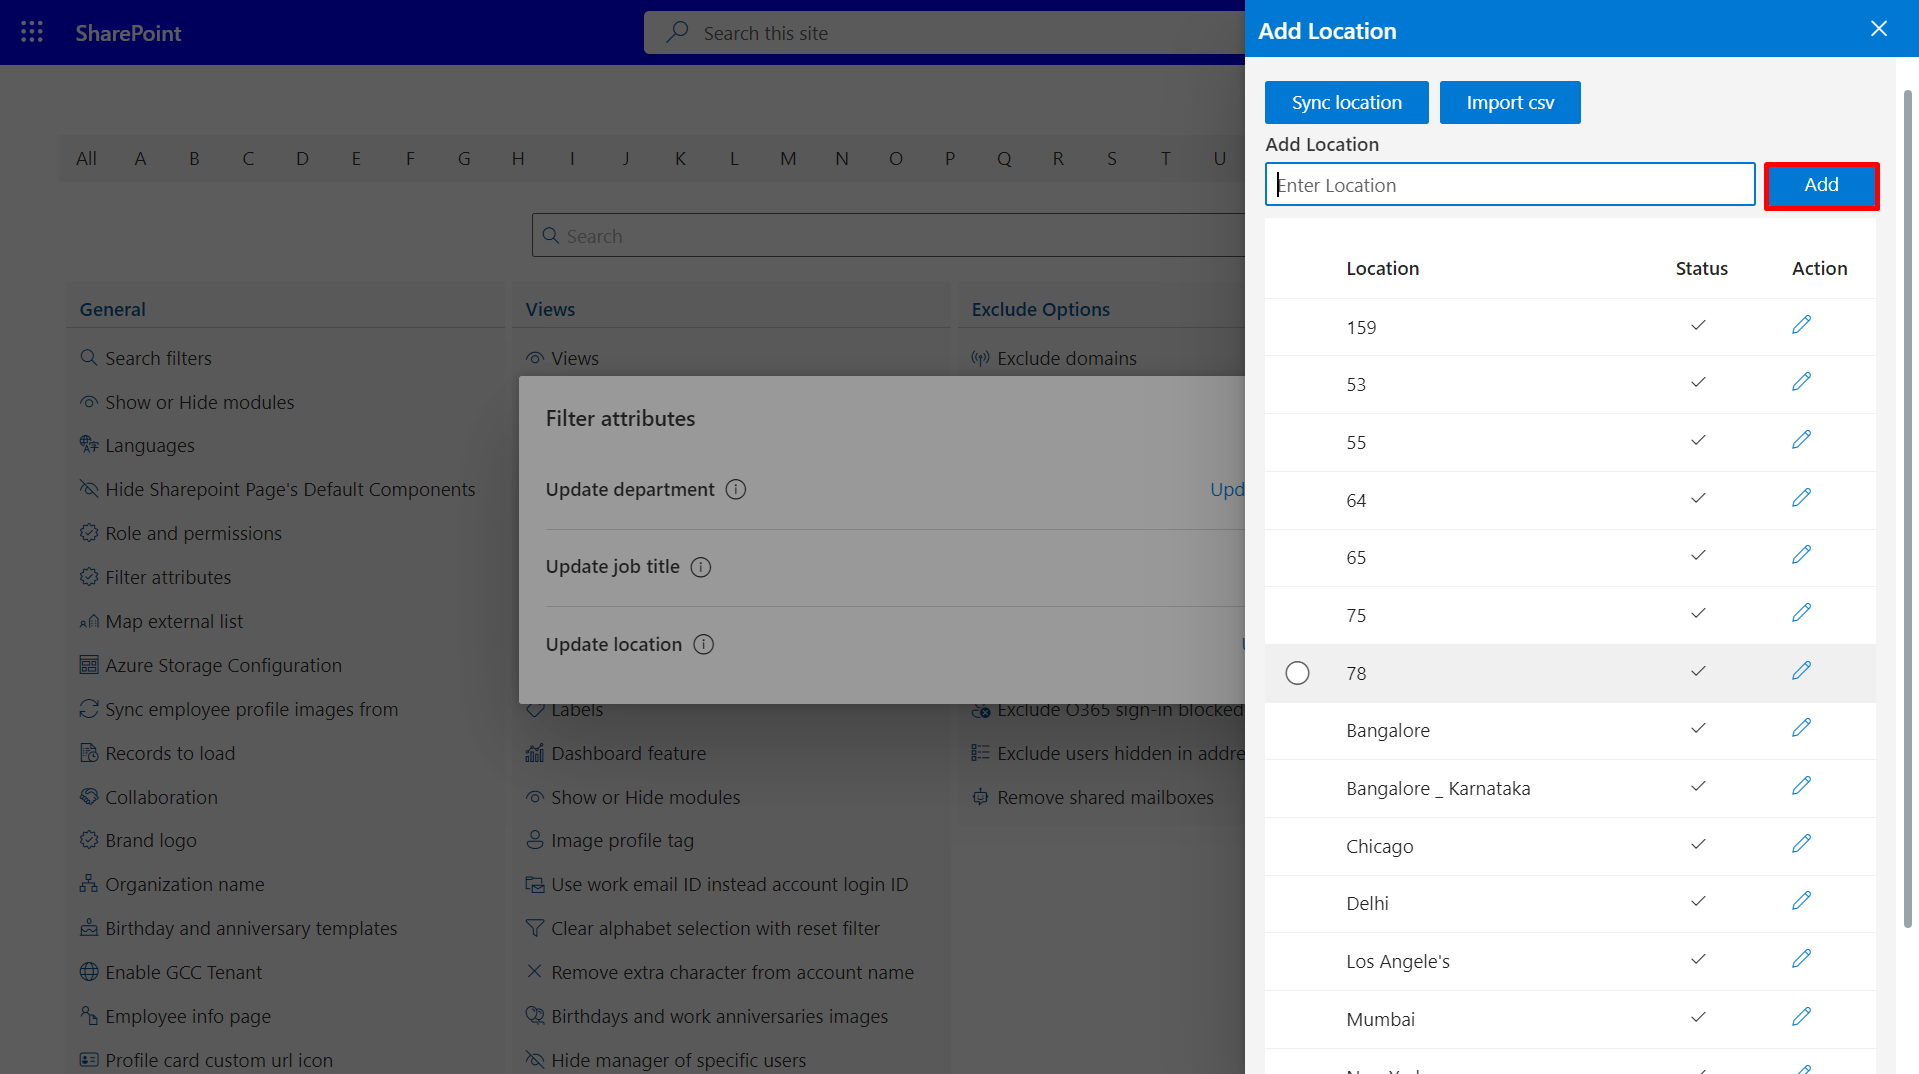 SharePoint
Search this site
Add Location
Sync location
Import csv
Add Location
Enter Location
Add
All A B C D E F G H I J K L M N O P Q R S T U
Search
General
Search filters
Show or Hide modules
Languages
Hide Sharepoint Page's Default Components
Role and permissions
Filter attributes
Map external list
Azure Storage Configuration
Sync employee profile images from
Records to load
Collaboration
Brand logo
Organization name
Birthday and anniversary templates
Enable GCC Tenant
Employee info page
Profile card custom url icon
Views
Views
Filter attributes
Update department
Upd
Update job title
Update location
Labels
Dashboard feature
Show or Hide modules
Image profile tag
Use work email ID instead account login ID
Clear alphabet selection with reset filter
Remove extra character from account name
Birthdays and work anniversaries images
Hide manager of specific users
Exclude Options
Exclude domains
Exclude O365 sign-in blocked
Exclude users hidden in addre
Remove shared mailboxes
Location Status Action
159
53
55
64
65
75
78
Bangalore
Bangalore _ Karnataka
Chicago
Delhi
Los Angele's
Mumbai